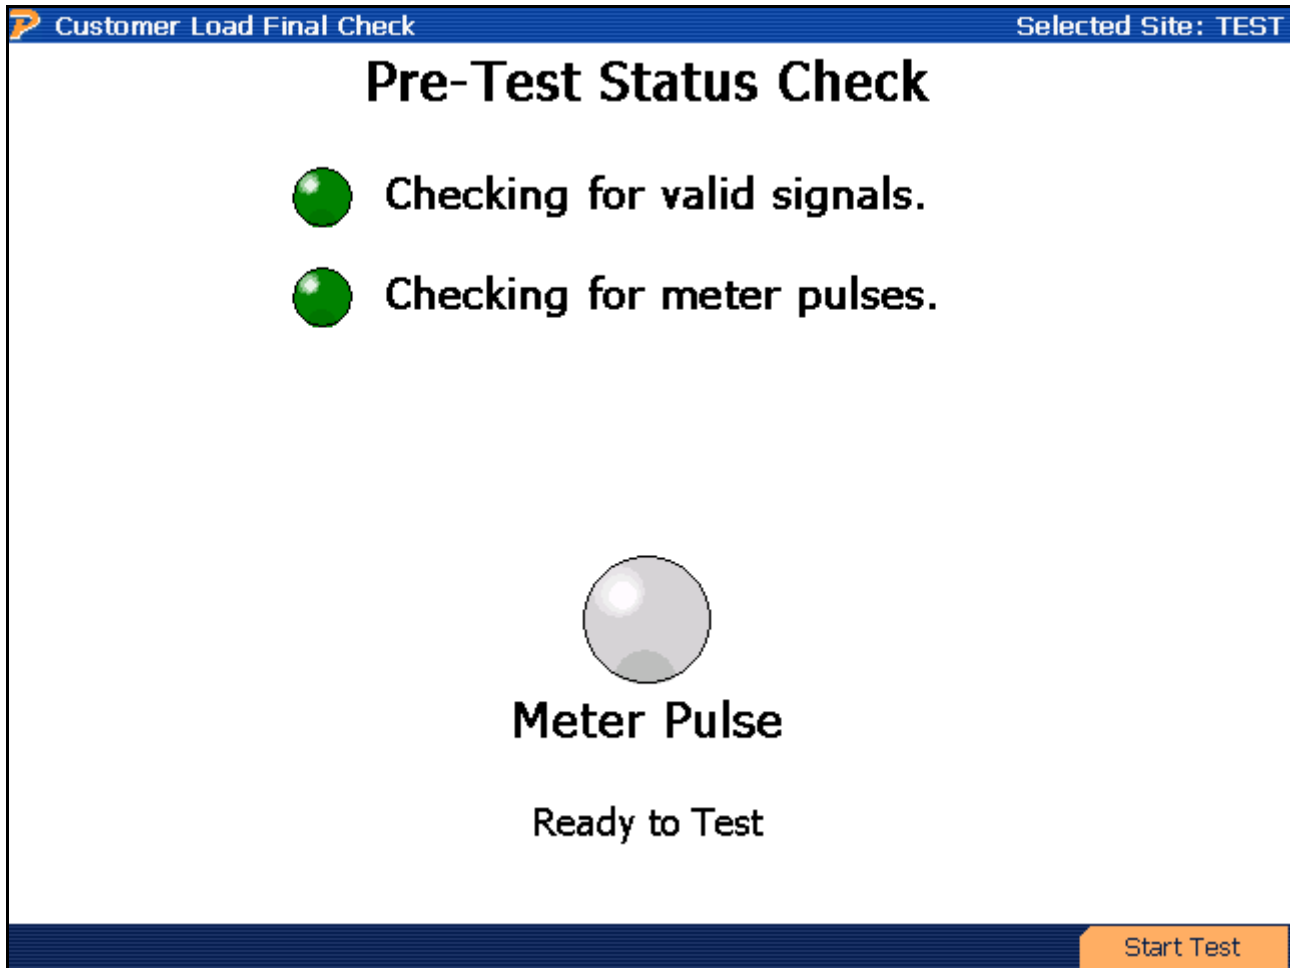 Customer Load Final Check
Selected Site: TEST
Pre-Test Status Check
Checking for valid signals.
Checking for meter pulses.
Meter Pulse
Ready to Test
Start Test